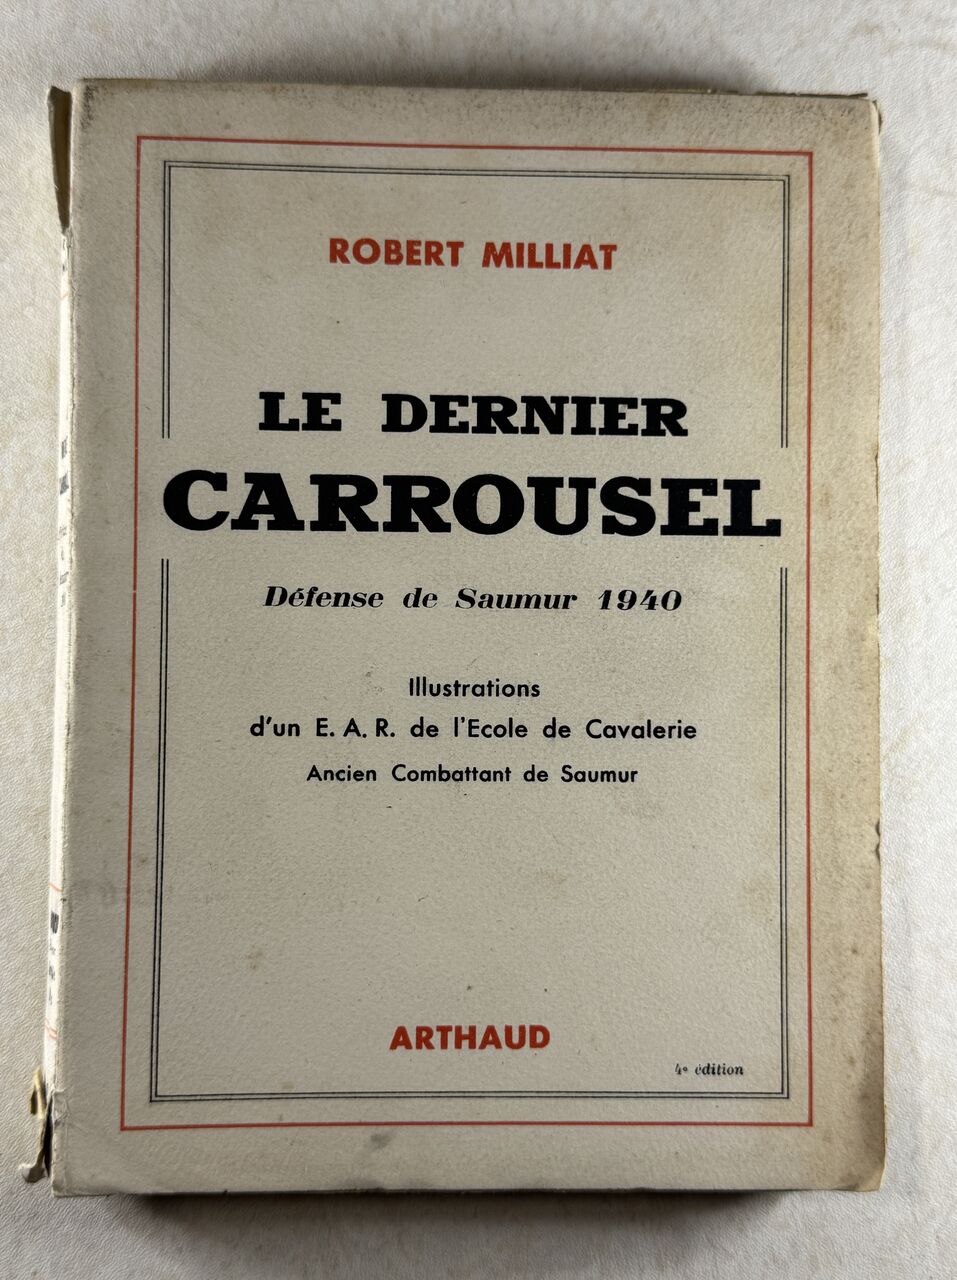 ROBERT MILLIAT
LE DERNIER
CARROUSEL
Défense de Saumur 1940
Illustrations
d'un E. A. R. de l'Ecole de Cavalerie
Ancien Combattant de Saumur
ARTHAUD
4e édition